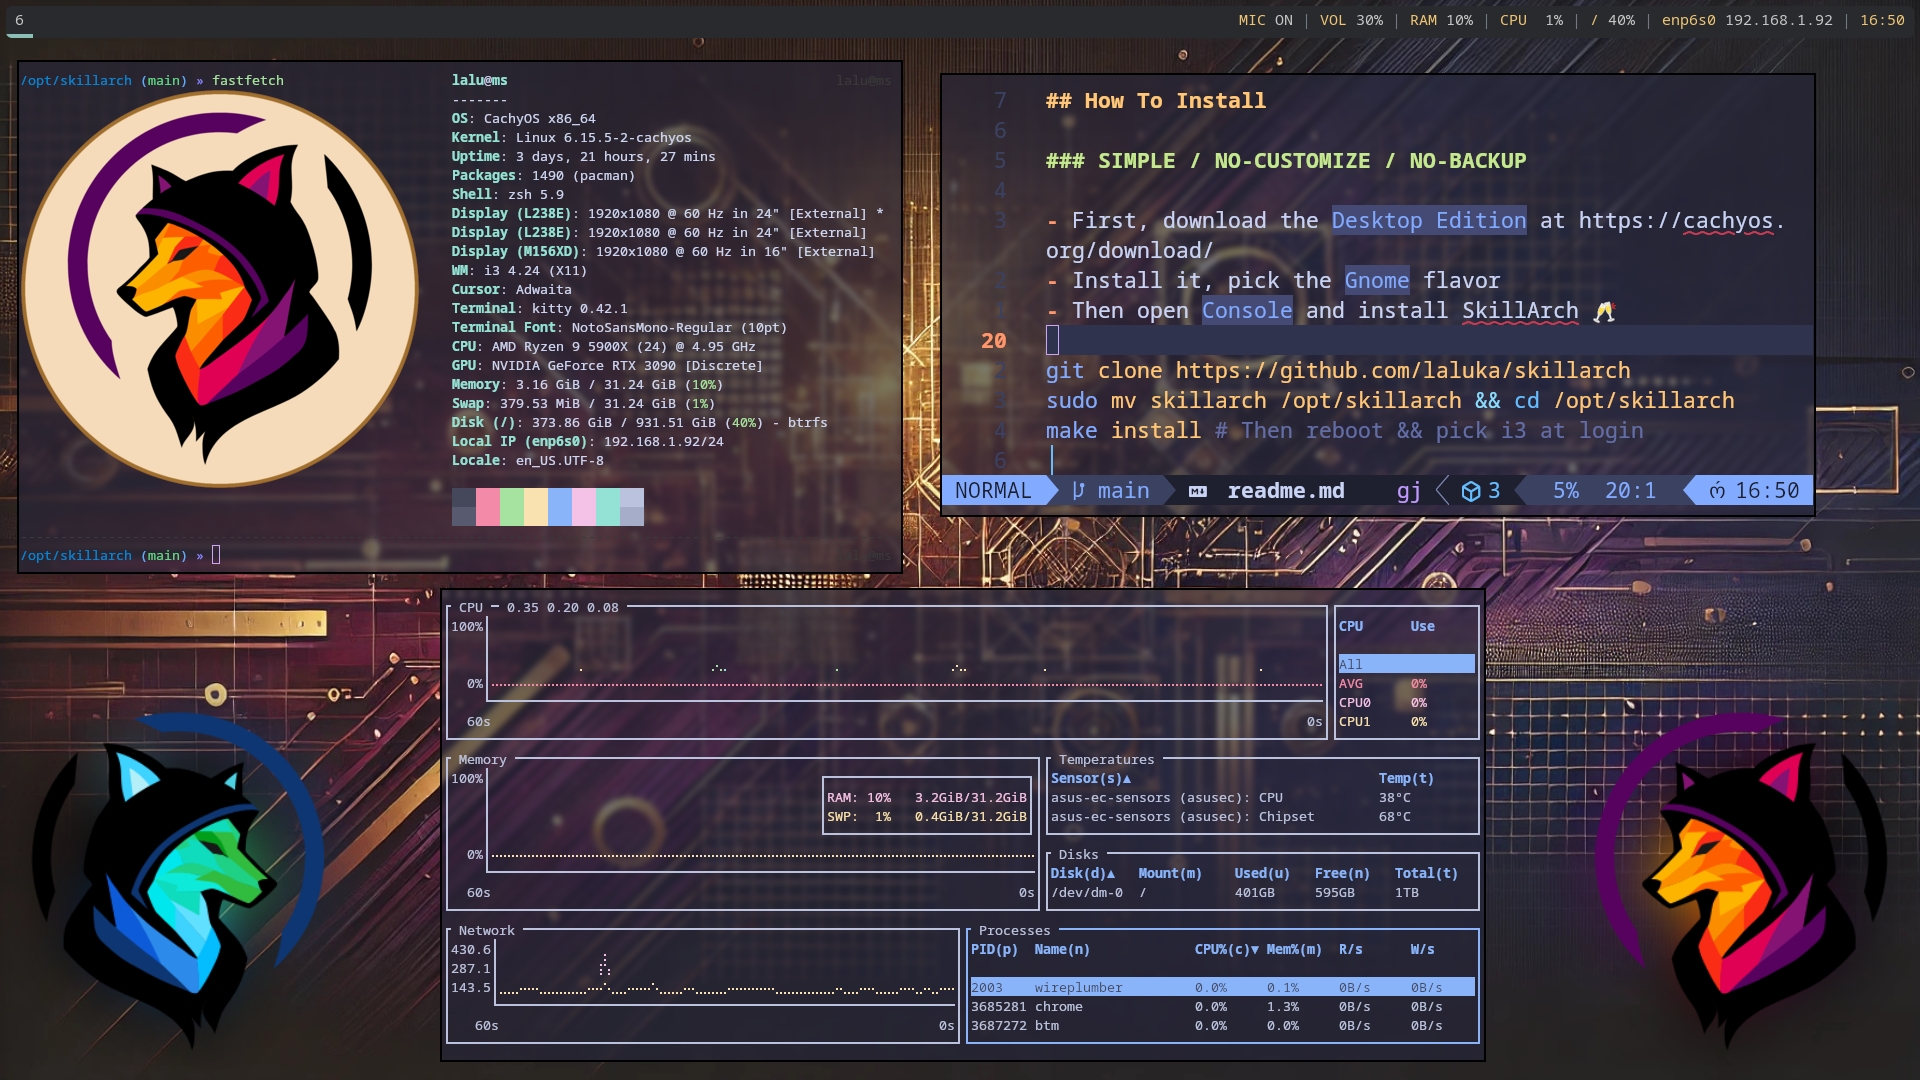 6
MIC ON | VOL 30% | RAM 10% | CPU 1% | / 40% | enp6s0 192.168.1.92 | 16:50
/opt/skillarch (main) » fastfetch
lalu@ms
lalu@ms
-------
OS: CachyOS x86_64
Kernel: Linux 6.15.5-2-cachyos
Uptime: 3 days, 21 hours, 27 mins
Packages: 1490 (pacman)
Shell: zsh 5.9
Display (L238E): 1920x1080 @ 60 Hz in 24" [External] *
Display (L238E): 1920x1080 @ 60 Hz in 24" [External]
Display (M156XD): 1920x1080 @ 60 Hz in 16" [External]
WM: i3 4.24 (X11)
Cursor: Adwaita
Terminal: kitty 0.42.1
Terminal Font: NotoSansMono-Regular (10pt)
CPU: AMD Ryzen 9 5900X (24) @ 4.95 GHz
GPU: NVIDIA GeForce RTX 3090 [Discrete]
Memory: 3.16 GiB / 31.24 GiB (10%)
Swap: 379.53 MiB / 31.24 GiB (1%)
Disk (/): 373.86 GiB / 931.51 GiB (40%) - btrfs
Local IP (enp6s0): 192.168.1.92/24
Locale: en_US.UTF-8
/opt/skillarch (main) »
lalu@ms
7 ## How To Install
6
5 ### SIMPLE / NO-CUSTOMIZE / NO-BACKUP
4
3 - First, download the Desktop Edition at https://cachyos.
org/download/
2 - Install it, pick the Gnome flavor
1 - Then open Console and install SkillArch 🥂
20
git clone https://github.com/laluka/skillarch
sudo mv skillarch /opt/skillarch && cd /opt/skillarch
4 make install # Then reboot && pick i3 at login
6
NORMAL main readme.md gj 3 5% 20:1 16:50
CPU 0.35 0.20 0.08
100%
0%
60s 0s
CPU Use
All
AVG 0%
CPU0 0%
CPU1 0%
Memory
100%
RAM: 10% 3.2GiB/31.2GiB
SWP: 1% 0.4GiB/31.2GiB
0%
60s 0s
Temperatures
Sensor(s)▲ Temp(t)
asus-ec-sensors (asusec): CPU 38°C
asus-ec-sensors (asusec): Chipset 68°C
Disks
Disk(d)▲ Mount(m) Used(u) Free(n) Total(t)
/dev/dm-0 / 401GB 595GB 1TB
Network
430.6
287.1
143.5
60s 0s
Processes
PID(p) Name(n) CPU%(c)▼ Mem%(m) R/s W/s
2003 wireplumber 0.0% 0.1% 0B/s 0B/s
3685281 chrome 0.0% 1.3% 0B/s 0B/s
3687272 btm 0.0% 0.0% 0B/s 0B/s